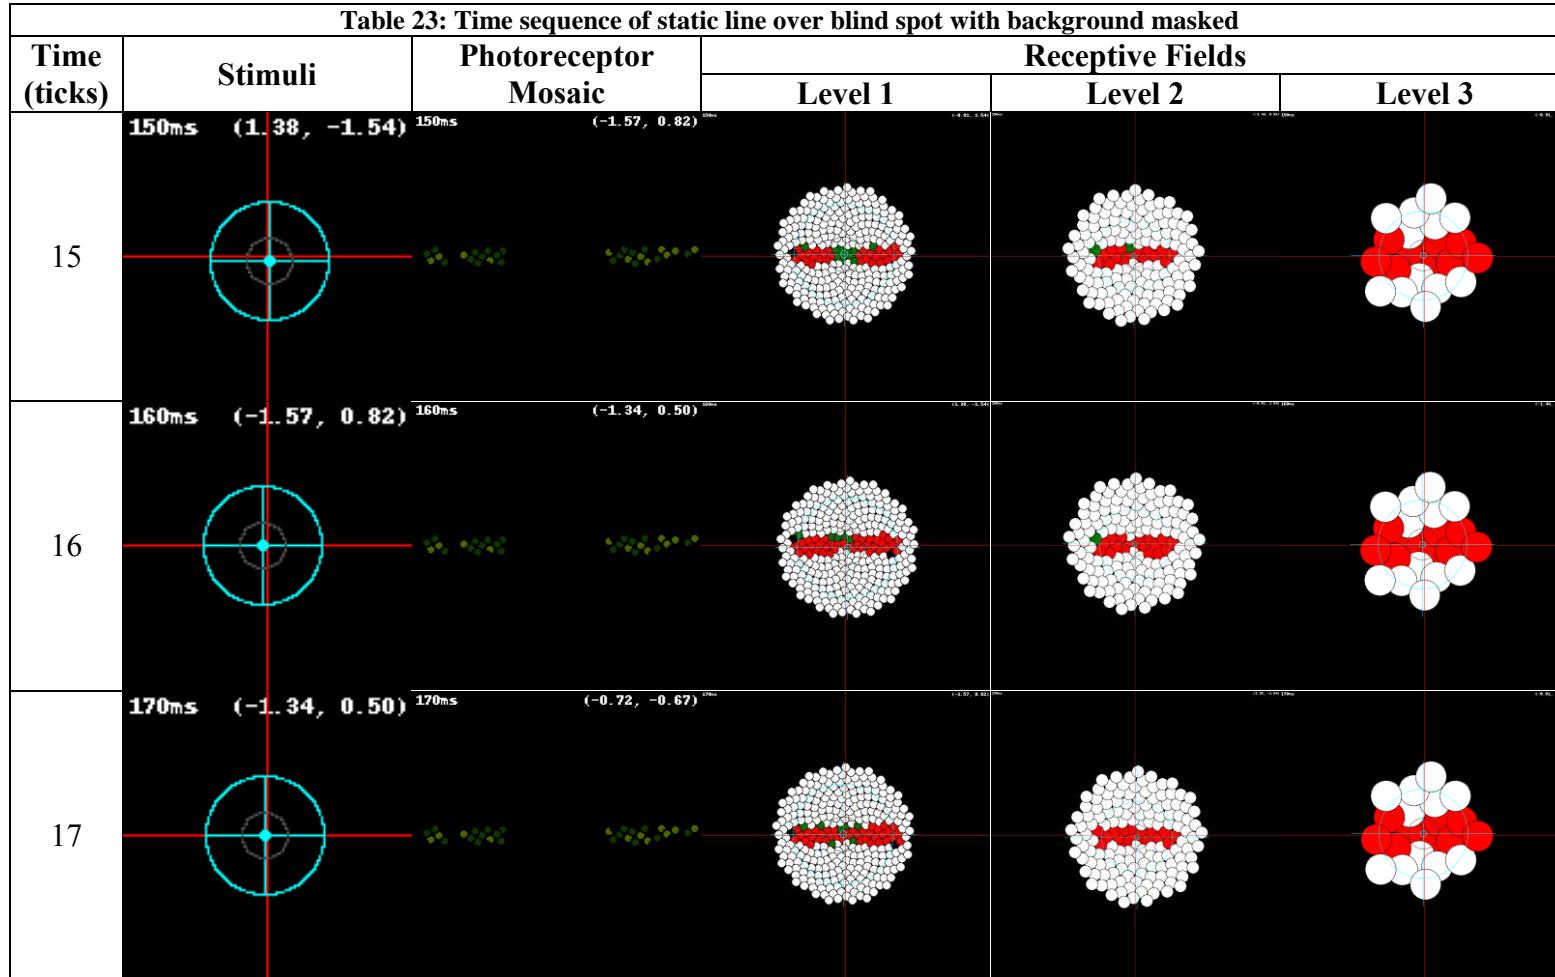 Table 23: Time sequence of static line over blind spot with background masked
Time (ticks)
Stimuli
Photoreceptor Mosaic
Receptive Fields
Level 1
Level 2
Level 3
15
150ms (1.38, -1.54)
150ms (-1.57, 0.82)
16
160ms (-1.57, 0.82)
160ms (-1.34, 0.50)
17
170ms (-1.34, 0.50)
170ms (-0.72, -0.67)